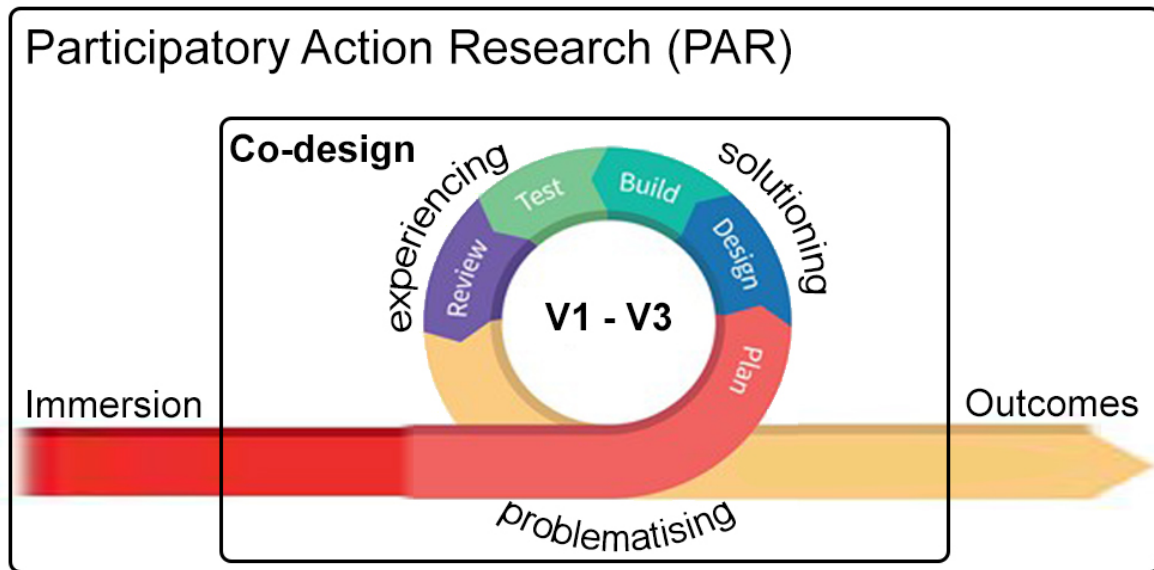 Participatory Action Research (PAR)
Co-design
experiencing
solutioning
Test
Build
Review
Design
V1 - V3
Plan
Immersion
Outcomes
problematising